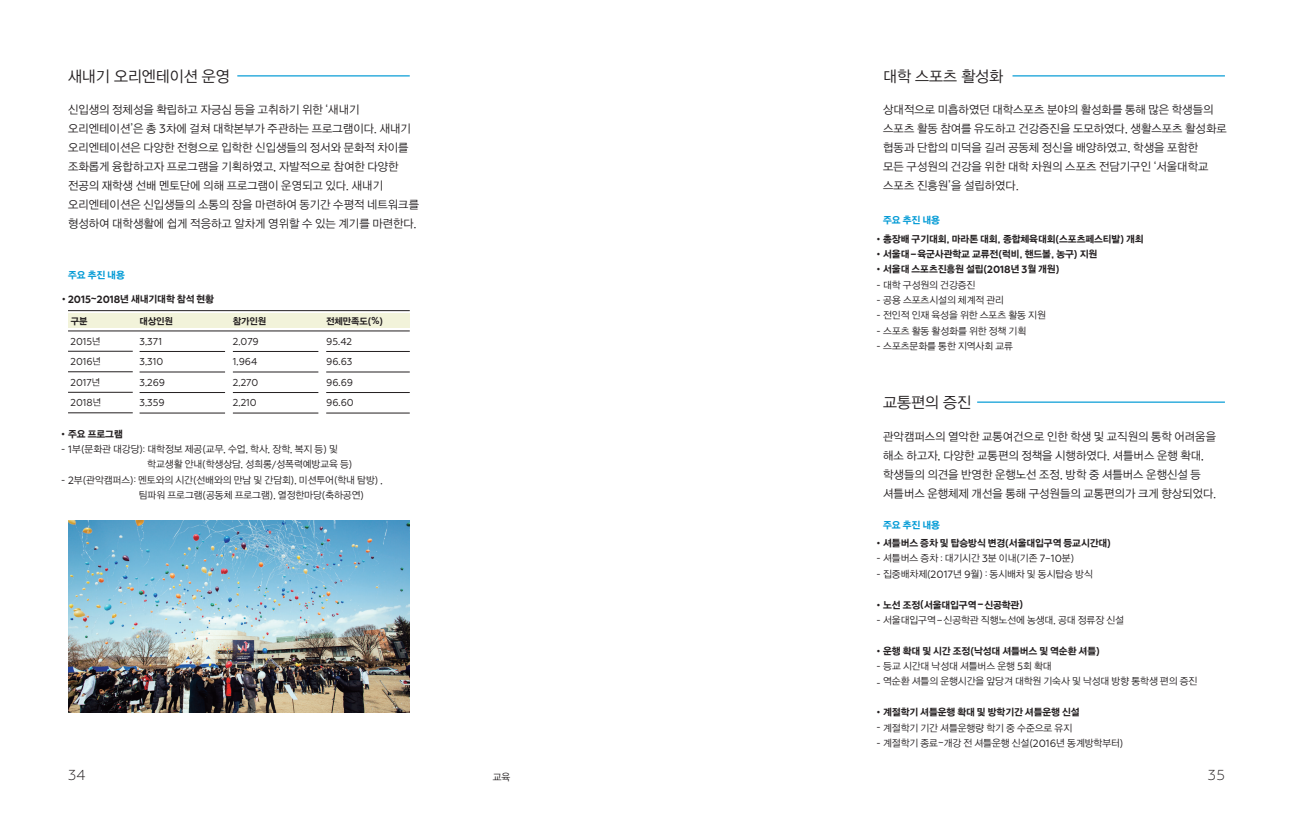 새내기 오리엔테이션 운영
신입생의 정체성을 확립하고 자긍심 등을 고취하기 위한 ‘새내기
오리엔테이션’은 총 3차에 걸쳐 대학본부가 주관하는 프로그램이다. 새내기
오리엔테이션은 다양한 전형으로 입학한 신입생들의 정서와 문화적 차이를
조화롭게 융합하고자 프로그램을 기획하였고, 자발적으로 참여한 다양한
전공의 재학생 선배 멘토단에 의해 프로그램이 운영되고 있다. 새내기
오리엔테이션은 신입생들의 소통의 장을 마련하여 동기간 수평적 네트워크를
형성하여 대학생활에 쉽게 적응하고 알차게 영위할 수 있는 계기를 마련한다.
주요 추진 내용
• 2015~2018년 새내기대학 참석 현황
구분 대상인원 참가인원 전체만족도(%)
2015년 3,371 2,079 95.42
2016년 3,310 1,964 96.63
2017년 3,269 2,270 96.69
2018년 3,359 2,210 96.60
• 주요 프로그램
- 1부(문화관 대강당): 대학정보 제공(교무, 수업, 학사, 장학, 복지 등) 및
학교생활 안내(학생상담, 성희롱/성폭력예방교육 등)
- 2부(관악캠퍼스): 멘토와의 시간(선배와의 만남 및 간담회), 미션투어(학내 탐방) ,
팀파워 프로그램(공동체 프로그램), 열정한마당(축하공연)
34
교육
대학 스포츠 활성화
상대적으로 미흡하였던 대학스포츠 분야의 활성화를 통해 많은 학생들의
스포츠 활동 참여를 유도하고 건강증진을 도모하였다. 생활스포츠 활성화로
협동과 단합의 미덕을 길러 공동체 정신을 배양하였고, 학생을 포함한
모든 구성원의 건강을 위한 대학 차원의 스포츠 전담기구인 ‘서울대학교
스포츠 진흥원’을 설립하였다.
주요 추진 내용
• 총장배 구기대회, 마라톤 대회, 종합체육대회(스포츠페스티발) 개최
• 서울대–육군사관학교 교류전(럭비, 핸드볼, 농구) 지원
• 서울대 스포츠진흥원 설립(2018년 3월 개원)
- 대학 구성원의 건강증진
- 공용 스포츠시설의 체계적 관리
- 전인적 인재 육성을 위한 스포츠 활동 지원
- 스포츠 활동 활성화를 위한 정책 기획
- 스포츠문화를 통한 지역사회 교류
교통편의 증진
관악캠퍼스의 열악한 교통여건으로 인한 학생 및 교직원의 통학 어려움을
해소 하고자, 다양한 교통편의 정책을 시행하였다. 셔틀버스 운행 확대,
학생들의 의견을 반영한 운행노선 조정, 방학 중 셔틀버스 운행신설 등
셔틀버스 운행체제 개선을 통해 구성원들의 교통편의가 크게 향상되었다.
주요 추진 내용
• 셔틀버스 증차 및 탑승방식 변경(서울대입구역 등교시간대)
- 셔틀버스 증차 : 대기시간 3분 이내(기존 7–10분)
- 집중배차제(2017년 9월) : 동시배차 및 동시탑승 방식
• 노선 조정(서울대입구역–신공학관)
- 서울대입구역–신공학관 직행노선에 농생대, 공대 정류장 신설
• 운행 확대 및 시간 조정(낙성대 셔틀버스 및 역순환 셔틀)
- 등교 시간대 낙성대 셔틀버스 운행 5회 확대
- 역순환 셔틀의 운행시간을 앞당겨 대학원 기숙사 및 낙성대 방향 통학생 편의 증진
• 계절학기 셔틀운행 확대 및 방학기간 셔틀운행 신설
- 계절학기 기간 셔틀운행량 학기 중 수준으로 유지
- 계절학기 종료–개강 전 셔틀운행 신설(2016년 동계방학부터)
35